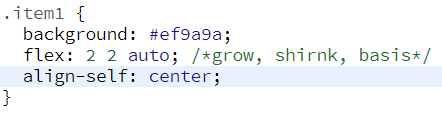 .item1 {
  background: #ef9a9a;
  flex: 2 2 auto; /*grow, shirnk, basis*/
  align-self: center;
}